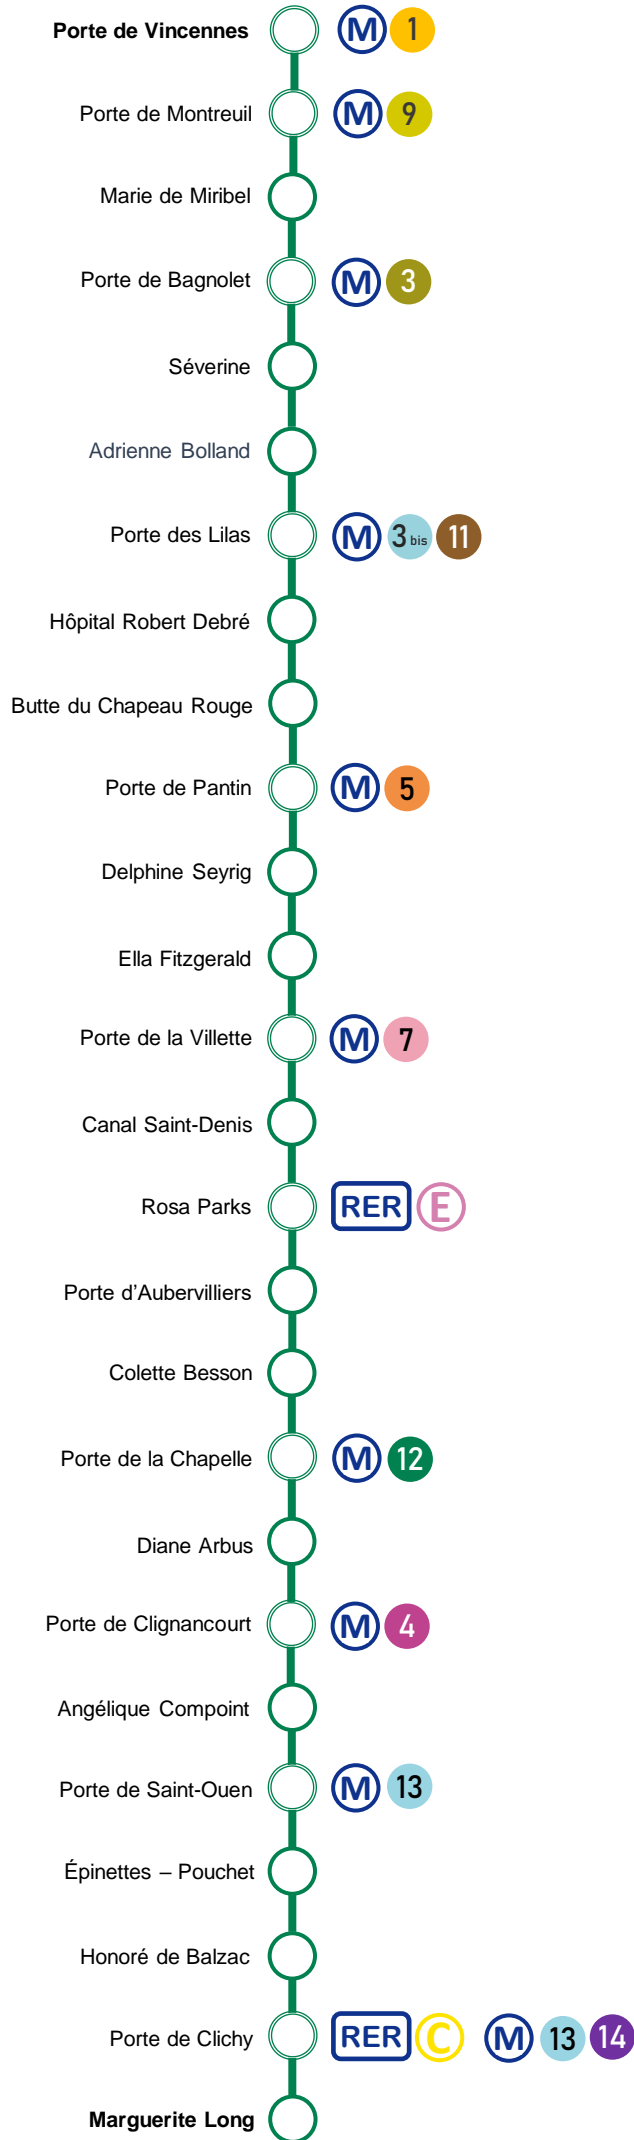 Porte de Vincennes M 1
Porte de Montreuil M 9
Marie de Miribel
Porte de Bagnolet M 3
Séverine
Adrienne Bolland
Porte des Lilas M 3 bis 11
Hôpital Robert Debré
Butte du Chapeau Rouge
Porte de Pantin M 5
Delphine Seyrig
Ella Fitzgerald
Porte de la Villette M 7
Canal Saint-Denis
Rosa Parks RER E
Porte d’Aubervilliers
Colette Besson
Porte de la Chapelle M 12
Diane Arbus
Porte de Clignancourt M 4
Angélique Compoint
Porte de Saint-Ouen M 13
Épinettes – Pouchet
Honoré de Balzac
Porte de Clichy RER C M 13 14
Marguerite Long